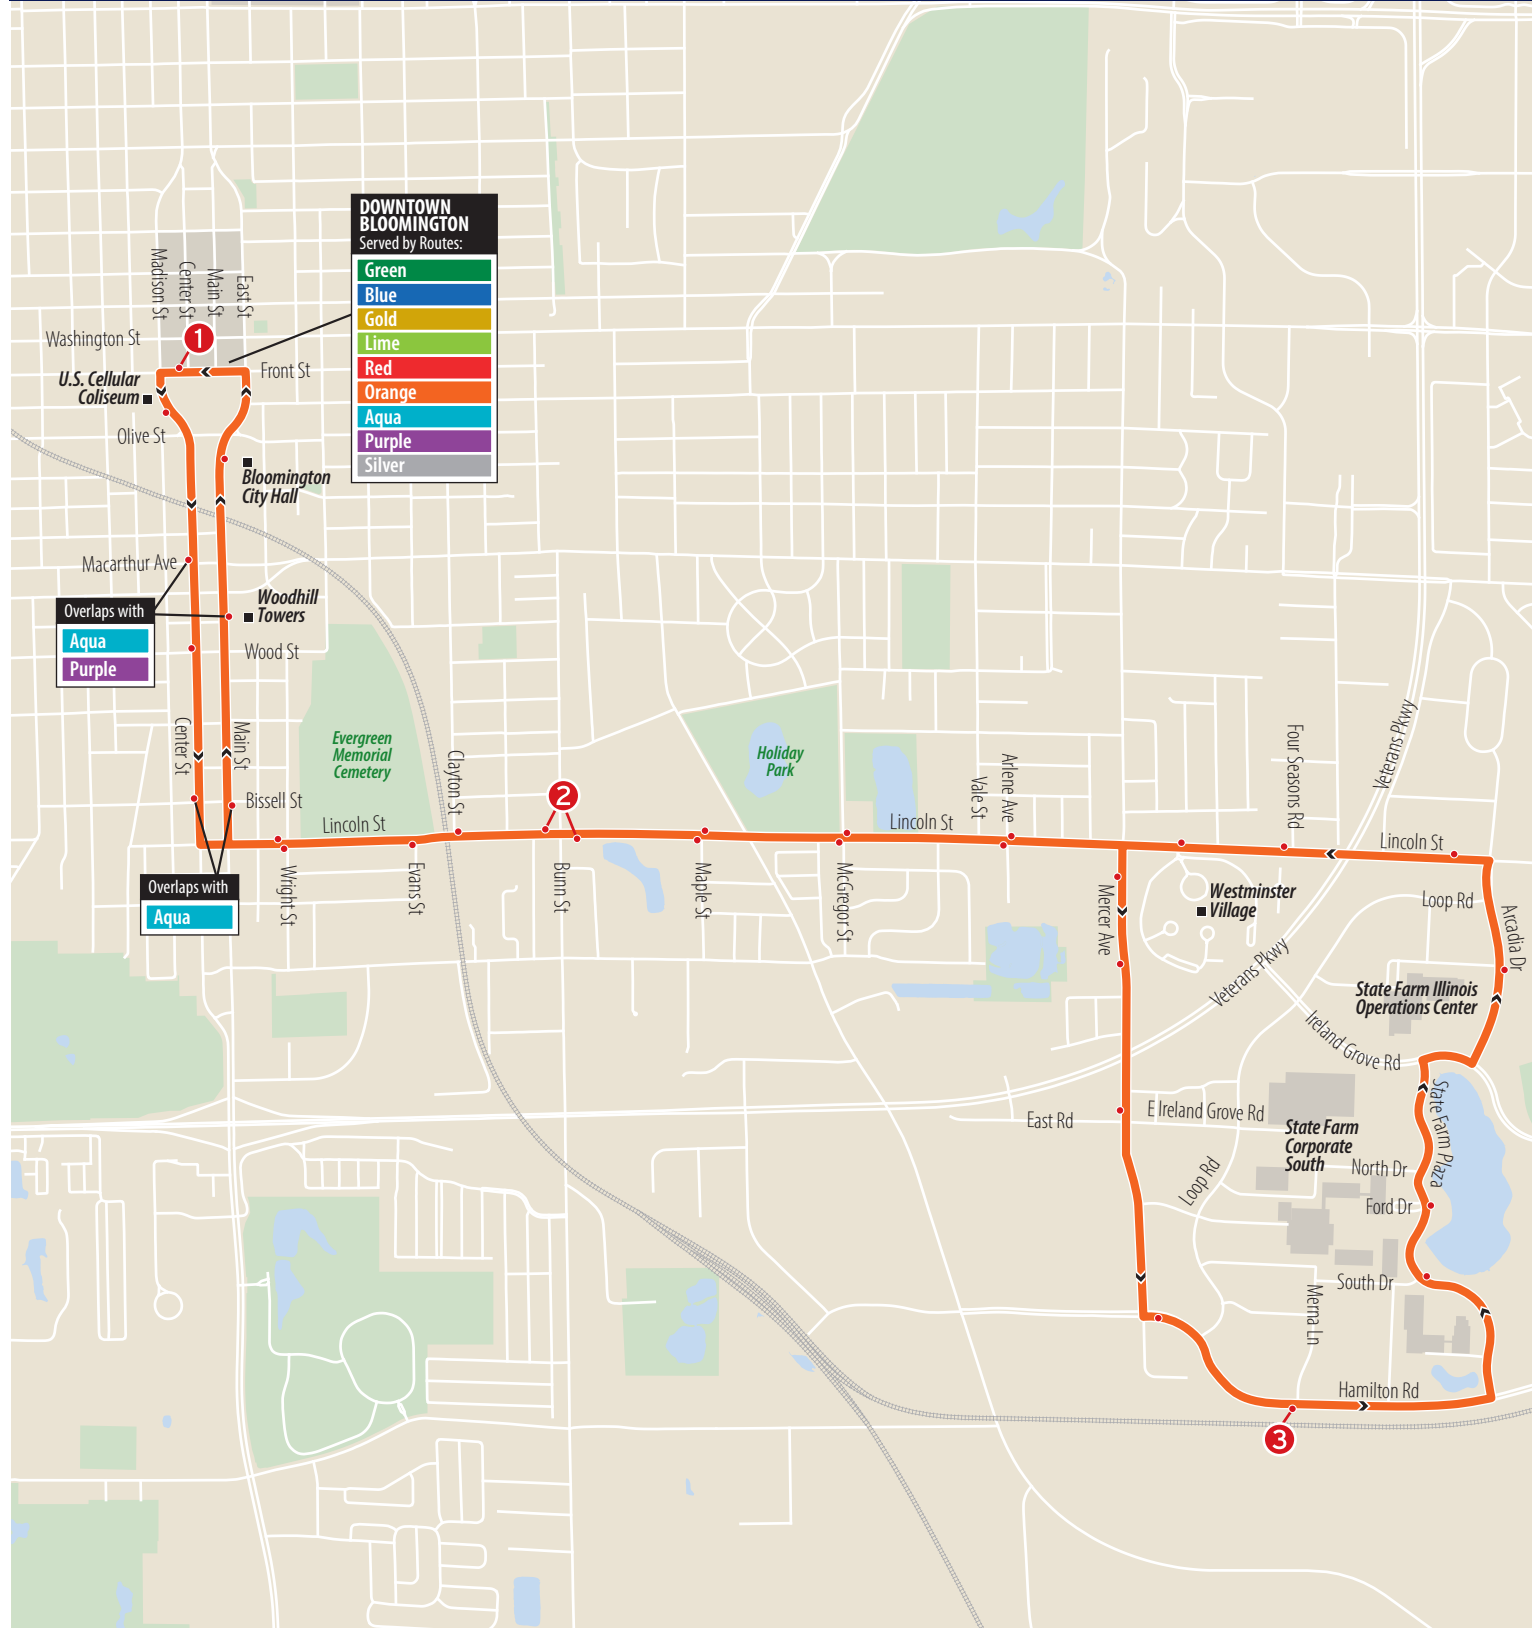 DOWNTOWN
BLOOMINGTON
Served by Routes:
Green
Blue
Gold
Lime
Red
Orange
Aqua
Purple
Silver
Madison St
Center St
Main St
East St
Washington St
1
Front St
U.S. Cellular
Coliseum
Olive St
Bloomington
City Hall
Macarthur Ave
Overlaps with
Aqua
Purple
Woodhill
Towers
Wood St
Center St
Main St
Bissell St
Evergreen
Memorial
Cemetery
Lincoln St
Clayton St
2
Holiday
Park
Lincoln St
Vale St
Arlene Ave
Four Seasons Rd
Veterans Pkwy
Lincoln St
Overlaps with
Aqua
Wright St
Evans St
Bunn St
Maple St
McGregor St
Mercer Ave
Westminster
Village
Loop Rd
Arcadia Dr
Veterans Pkwy
State Farm Illinois
Operations Center
Ireland Grove Rd
East Rd
E Ireland Grove Rd
State Farm
Corporate
South
State Farm Plaza
North Dr
Loop Rd
Ford Dr
South Dr
Merna Ln
Hamilton Rd
3